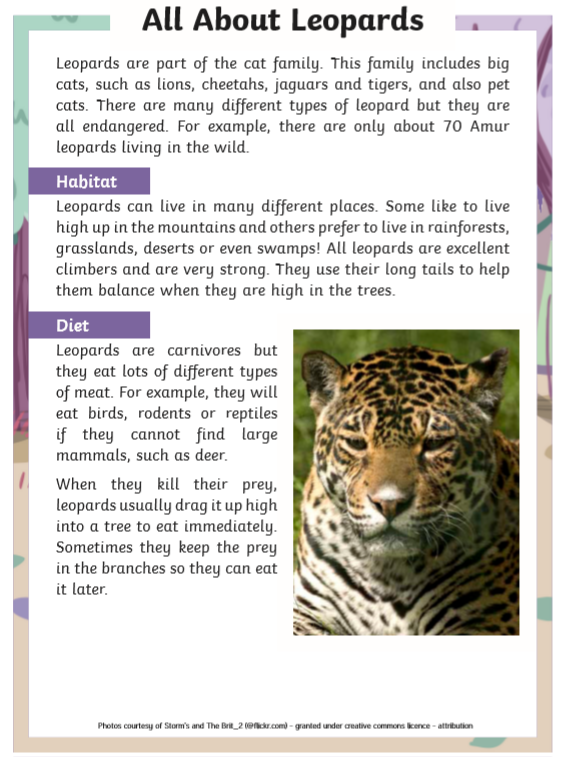 All About Leopards
Leopards are part of the cat family. This family includes big
cats, such as lions, cheetahs, jaguars and tigers, and also pet
cats. There are many different types of leopard but they are
all endangered. For example, there are only about 70 Amur
leopards living in the wild.
Habitat
Leopards can live in many different places. Some like to live
high up in the mountains and others prefer to live in rainforests,
grasslands, deserts or even swamps! All leopards are excellent
climbers and are very strong. They use their long tails to help
them balance when they are high in the trees.
Diet
Leopards are carnivores but
they eat lots of different types
of meat. For example, they will
eat birds, rodents or reptiles
if they cannot find large
mammals, such as deer.
When they kill their prey,
leopards usually drag it up high
into a tree to eat immediately.
Sometimes they keep the prey
in the branches so they can eat
it later.
Photos courtesy of Storm's and The Brit_2 (@flickr.com) - granted under creative commons licence - attribution